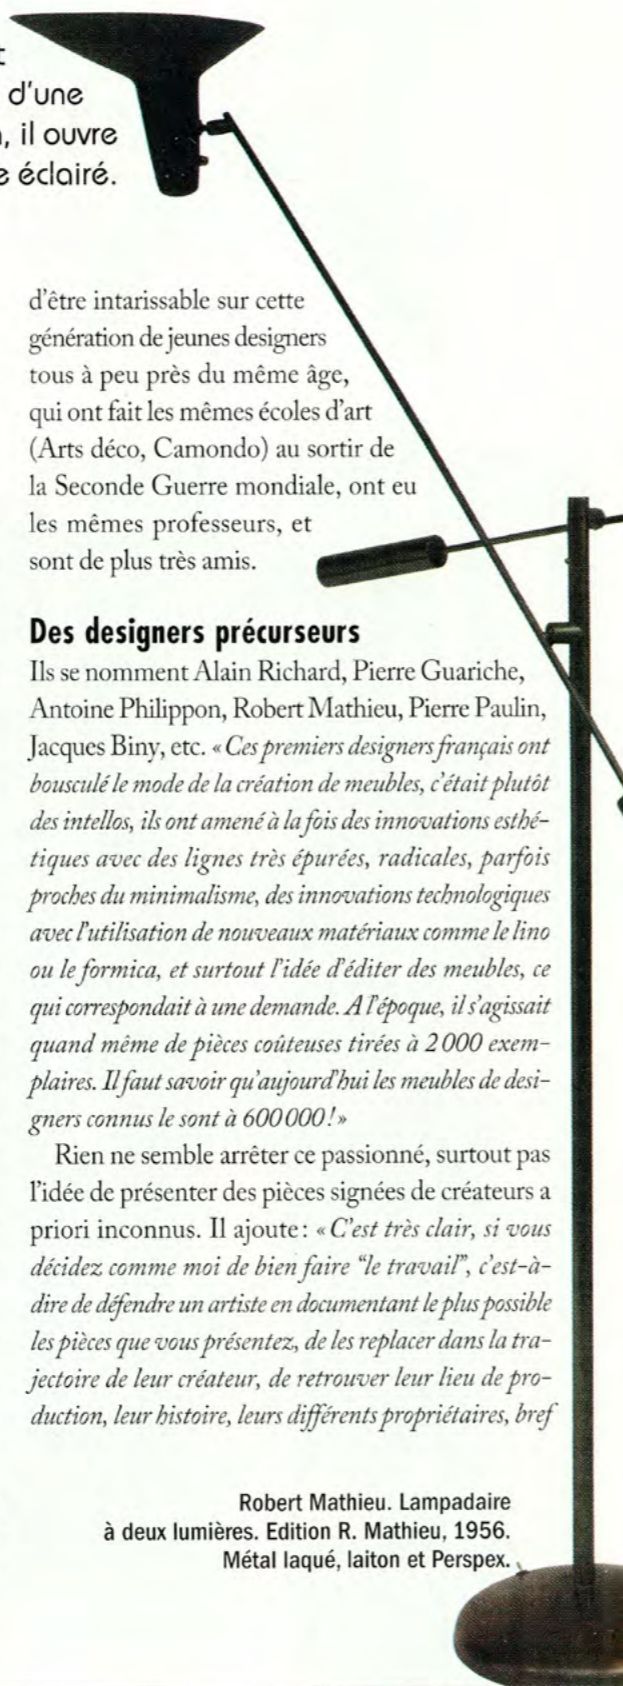 t
d'une
, il ouvre
e éclairé.
d'être intarissable sur cette
génération de jeunes designers
tous à peu près du même âge,
qui ont fait les mêmes écoles d'art
(Arts déco, Camondo) au sortir de
la Seconde Guerre mondiale, ont eu
les mêmes professeurs, et
sont de plus très amis.
Des designers précurseurs
Ils se nomment Alain Richard, Pierre Guariche,
Antoine Philippon, Robert Mathieu, Pierre Paulin,
Jacques Biny, etc. « Ces premiers designers français ont
bousculé le mode de la création de meubles, c'était plutôt
des intellos, ils ont amené à la fois des innovations esthé-
tiques avec des lignes très épurées, radicales, parfois
proches du minimalisme, des innovations technologiques
avec l'utilisation de nouveaux matériaux comme le lino
ou le formica, et surtout l'idée d'éditer des meubles, ce
qui correspondait à une demande. A l'époque, il s'agissait
quand même de pièces coûteuses tirées à 2 000 exem-
plaires. Il faut savoir qu'aujourd'hui les meubles de desi-
gners connus le sont à 600 000 ! »
Rien ne semble arrêter ce passionné, surtout pas
l'idée de présenter des pièces signées de créateurs a
priori inconnus. Il ajoute : « C'est très clair, si vous
décidez comme moi de bien faire "le travail", c'est-à-
dire de défendre un artiste en documentant le plus possible
les pièces que vous présentez, de les replacer dans la tra-
jectoire de leur créateur, de retrouver leur lieu de pro-
duction, leur histoire, leurs différents propriétaires, bref
Robert Mathieu. Lampadaire
à deux lumières. Edition R. Mathieu, 1956.
Métal laqué, laiton et Perspex.